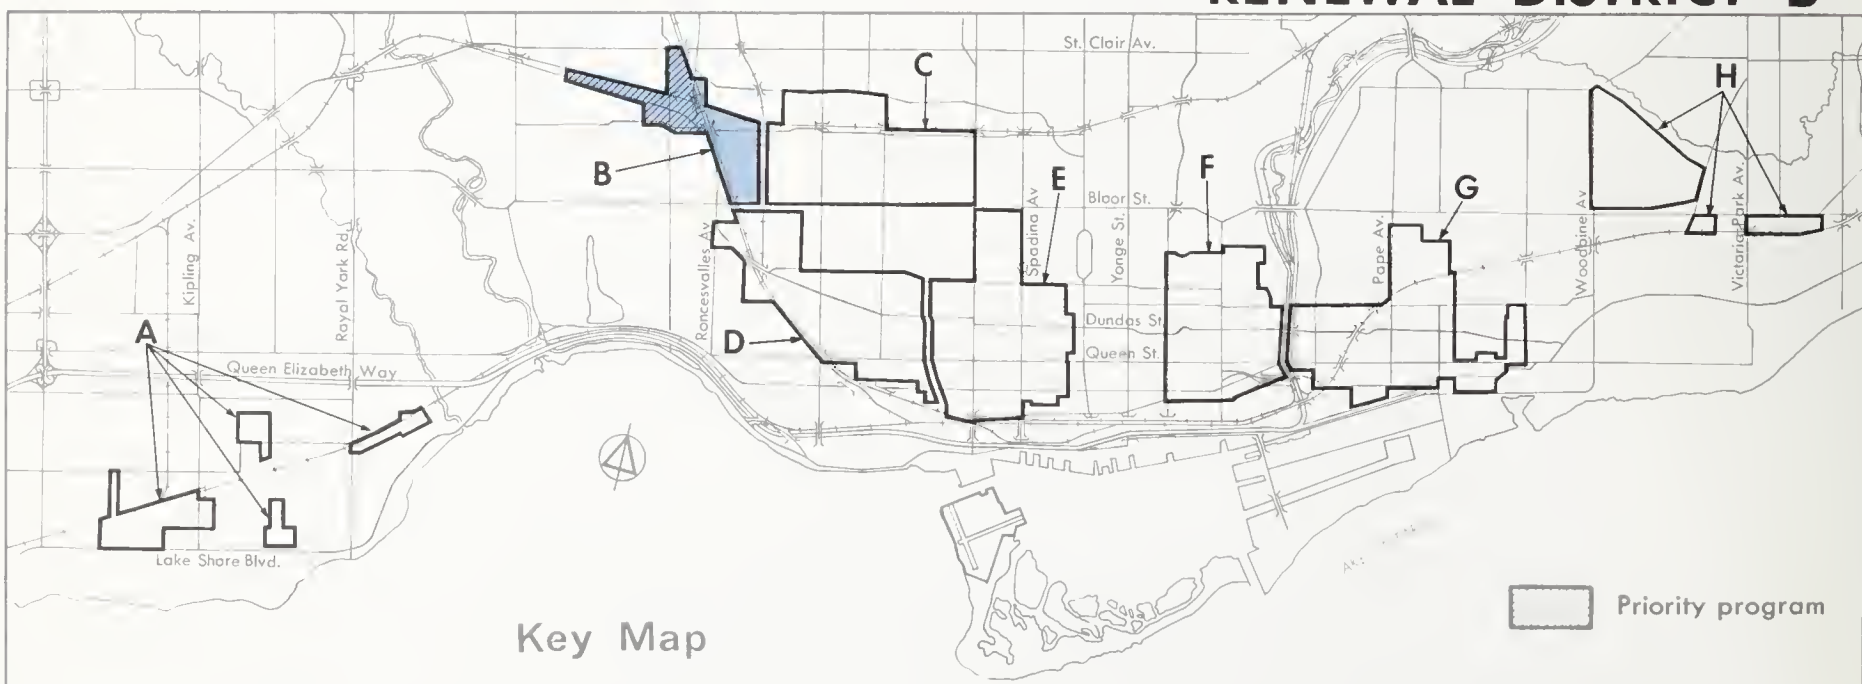 RENEWAL DISTRICT B
St. Clair Av.
C
H
B
Bloor St.
Spadina Av
E
F
G
Yonge St.
Pape Av.
Woodbine Av
Victoria Park Av.
Kipling Av.
Royal York Rd.
Roncesvalles Av
A
D
Dundas St.
Queen St.
Queen Elizabeth Way
Lake Shore Blvd.
Key Map
Priority program